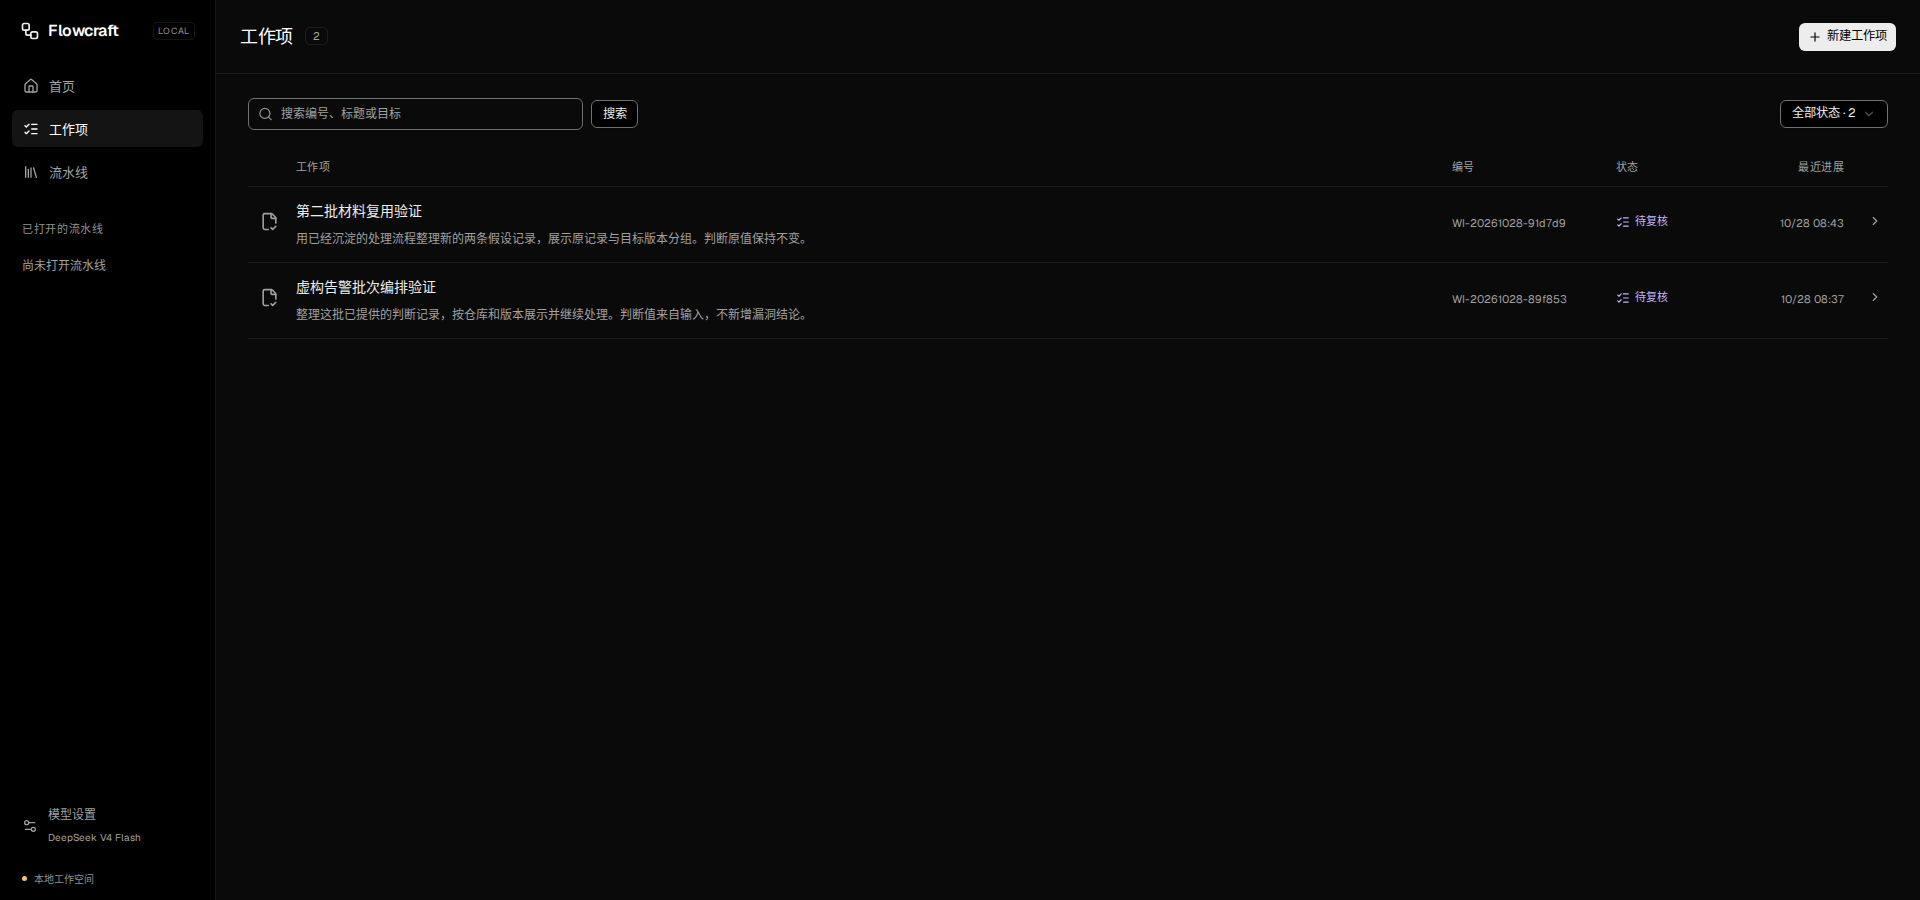 Flowcraft LOCAL
首页
工作项
流水线
已打开的流水线
尚未打开流水线
模型设置
DeepSeek V4 Flash
本地工作空间
工作项 2
新建工作项
搜索编号、标题或目标 搜索
全部状态 · 2
工作项 编号 状态 最近进展
第二批材料复用验证
用已经沉淀的处理流程整理新的两条假设记录，展示原记录与目标版本分组。判断原值保持不变。
WI-20261028-91d7d9 待复核 10/28 08:43
虚构告警批次编排验证
整理这批已提供的判断记录，按仓库和版本展示并继续处理。判断值来自输入，不新增漏洞结论。
WI-20261028-89f853 待复核 10/28 08:37